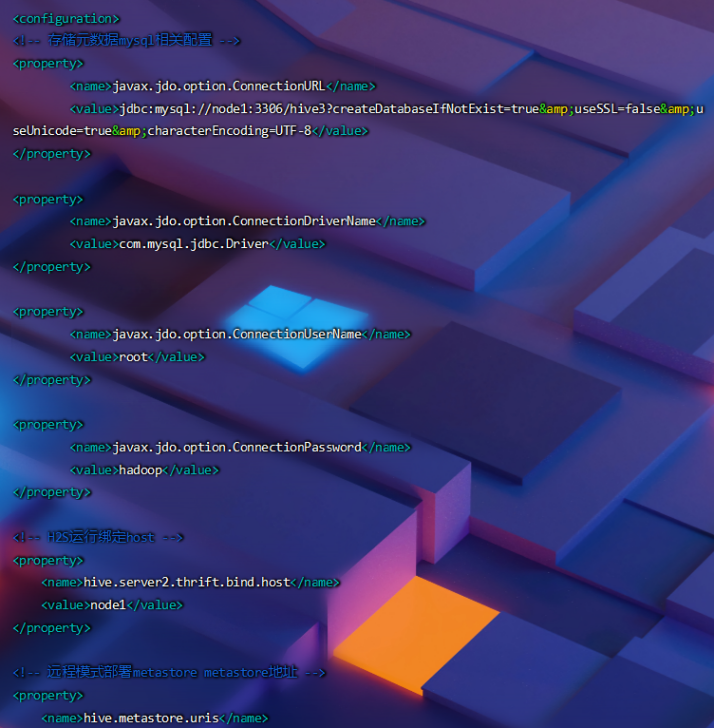 <configuration>
<!-- 存储元数据mysql相关配置 -->
<property>
<name>javax.jdo.option.ConnectionURL</name>
<value>jdbc:mysql://node1:3306/hive3?createDatabaseIfNotExist=true&amp;useSSL=false&amp;u
seUnicode=true&amp;characterEncoding=UTF-8</value>
</property>
<property>
<name>javax.jdo.option.ConnectionDriverName</name>
<value>com.mysql.jdbc.Driver</value>
</property>
<property>
<name>javax.jdo.option.ConnectionUserName</name>
<value>root</value>
</property>
<property>
<name>javax.jdo.option.ConnectionPassword</name>
<value>hadoop</value>
</property>
<!-- H2S运行绑定host -->
<property>
<name>hive.server2.thrift.bind.host</name>
<value>node1</value>
</property>
<!-- 远程模式部署metastore metastore地址 -->
<property>
<name>hive.metastore.uris</name>